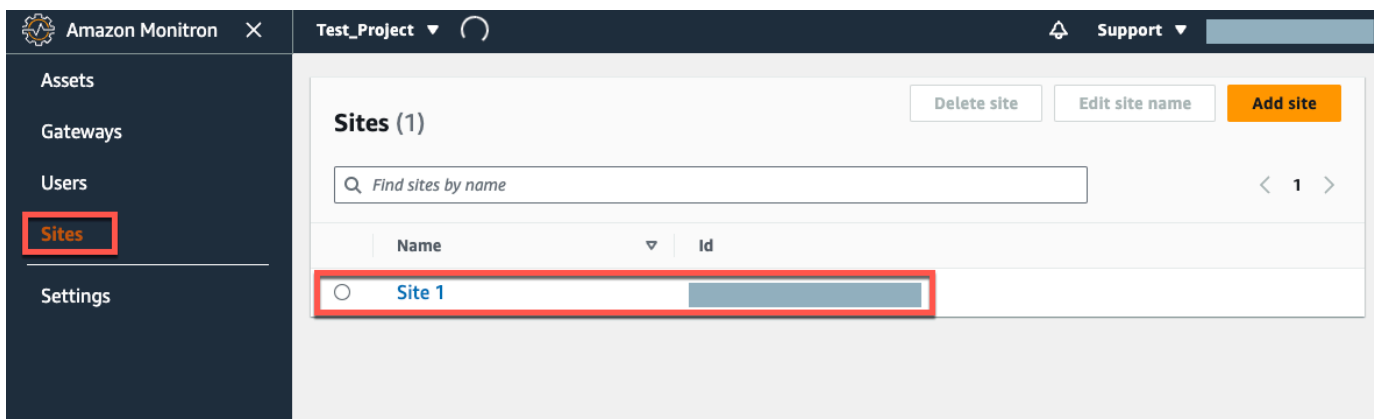 Amazon Monitron
Test_Project
Support
Assets
Gateways
Users
Sites
Settings
Sites (1)
Delete site
Edit site name
Add site
Find sites by name
1
Name
Id
Site 1